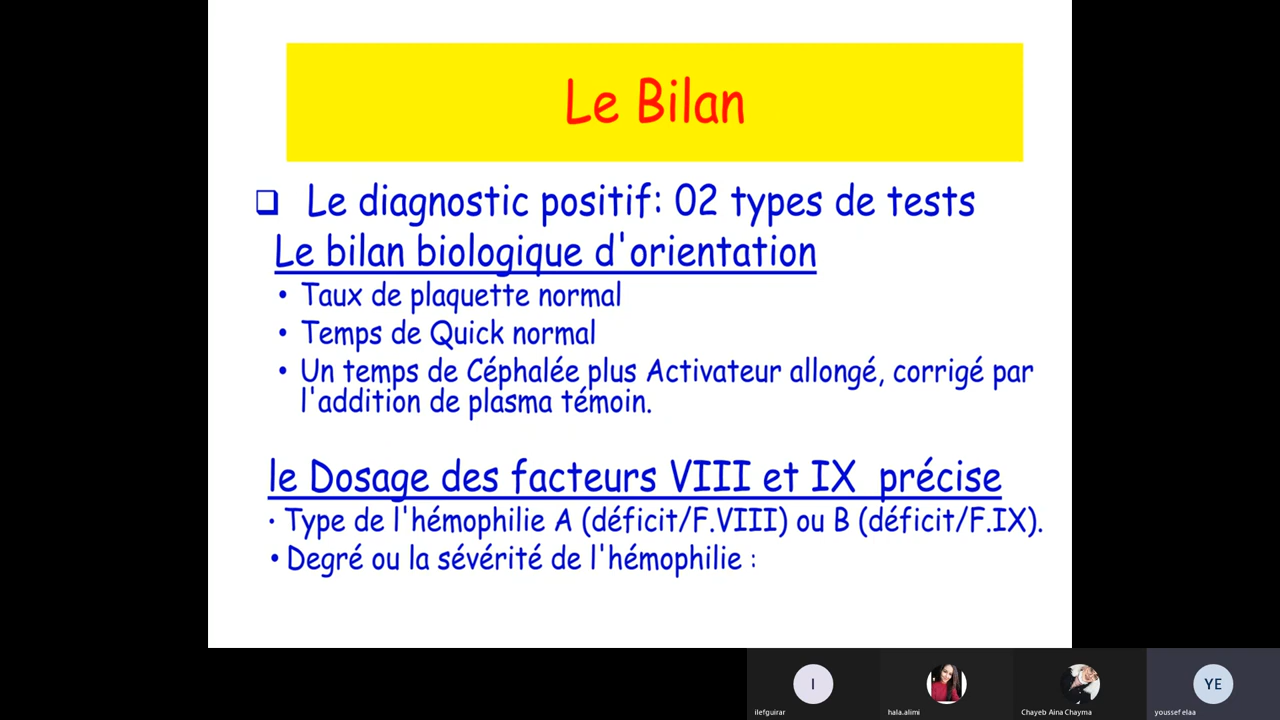 Le Bilan
Le diagnostic positif: 02 types de tests
Le bilan biologique d'orientation
• Taux de plaquette normal
• Temps de Quick normal
• Un temps de Céphalée plus Activateur allongé, corrigé par
l'addition de plasma témoin.
le Dosage des facteurs VIII et IX précise
• Type de l'hémophilie A (déficit/F.VIII) ou B (déficit/F.IX).
• Degré ou la sévérité de l'hémophilie :
I
YE
ilefguirar
hala.alimi
Chayeb Aina Chayma
youssef elaa